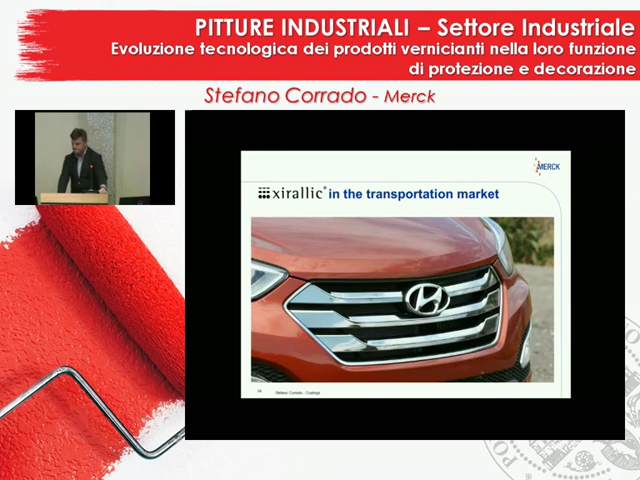 PITTURE INDUSTRIALI – Settore Industriale
Evoluzione tecnologica dei prodotti vernicianti nella loro funzione
di protezione e decorazione
Stefano Corrado - Merck
MERCK
xirallic® in the transportation market
34 Stefano Corrado - Coatings